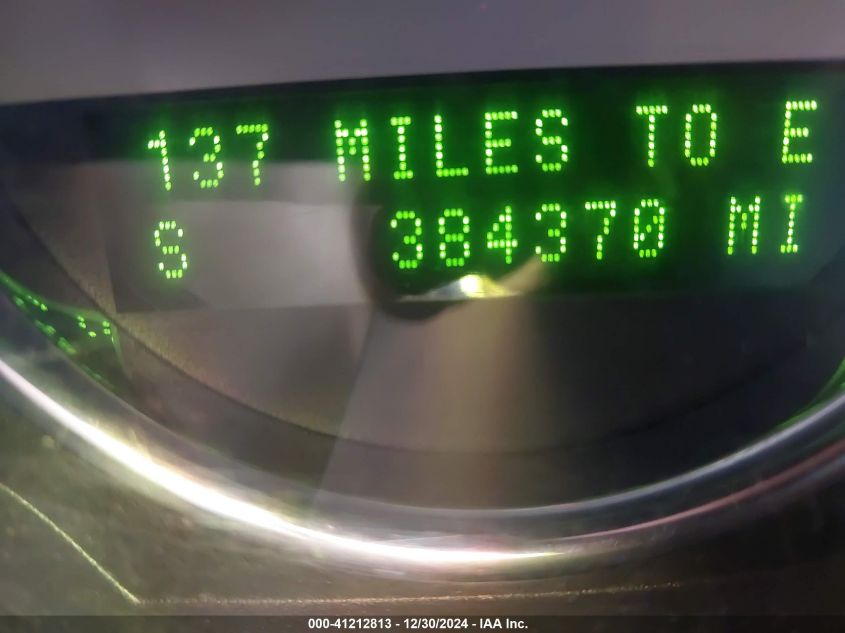 137 MILES TO E
S 384370 MI
000-41212813 - 12/30/2024 - IAA Inc.